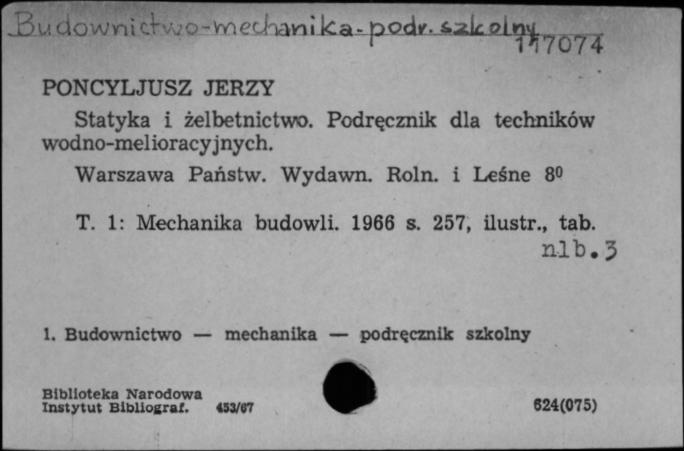 Budownictwo-mechanika-podr. szkolny
117074
PONCYLJUSZ JERZY
Statyka i żelbetnictwo. Podręcznik dla techników
wodno-melioracyjnych.
Warszawa Państw. Wydawn. Roln. i Leśne 8⁰
T. 1: Mechanika budowli. 1966 s. 257, ilustr., tab.
nlb.3
1. Budownictwo — mechanika — podręcznik szkolny
Biblioteka Narodowa
Instytut Bibliograf. 453/67 624(075)